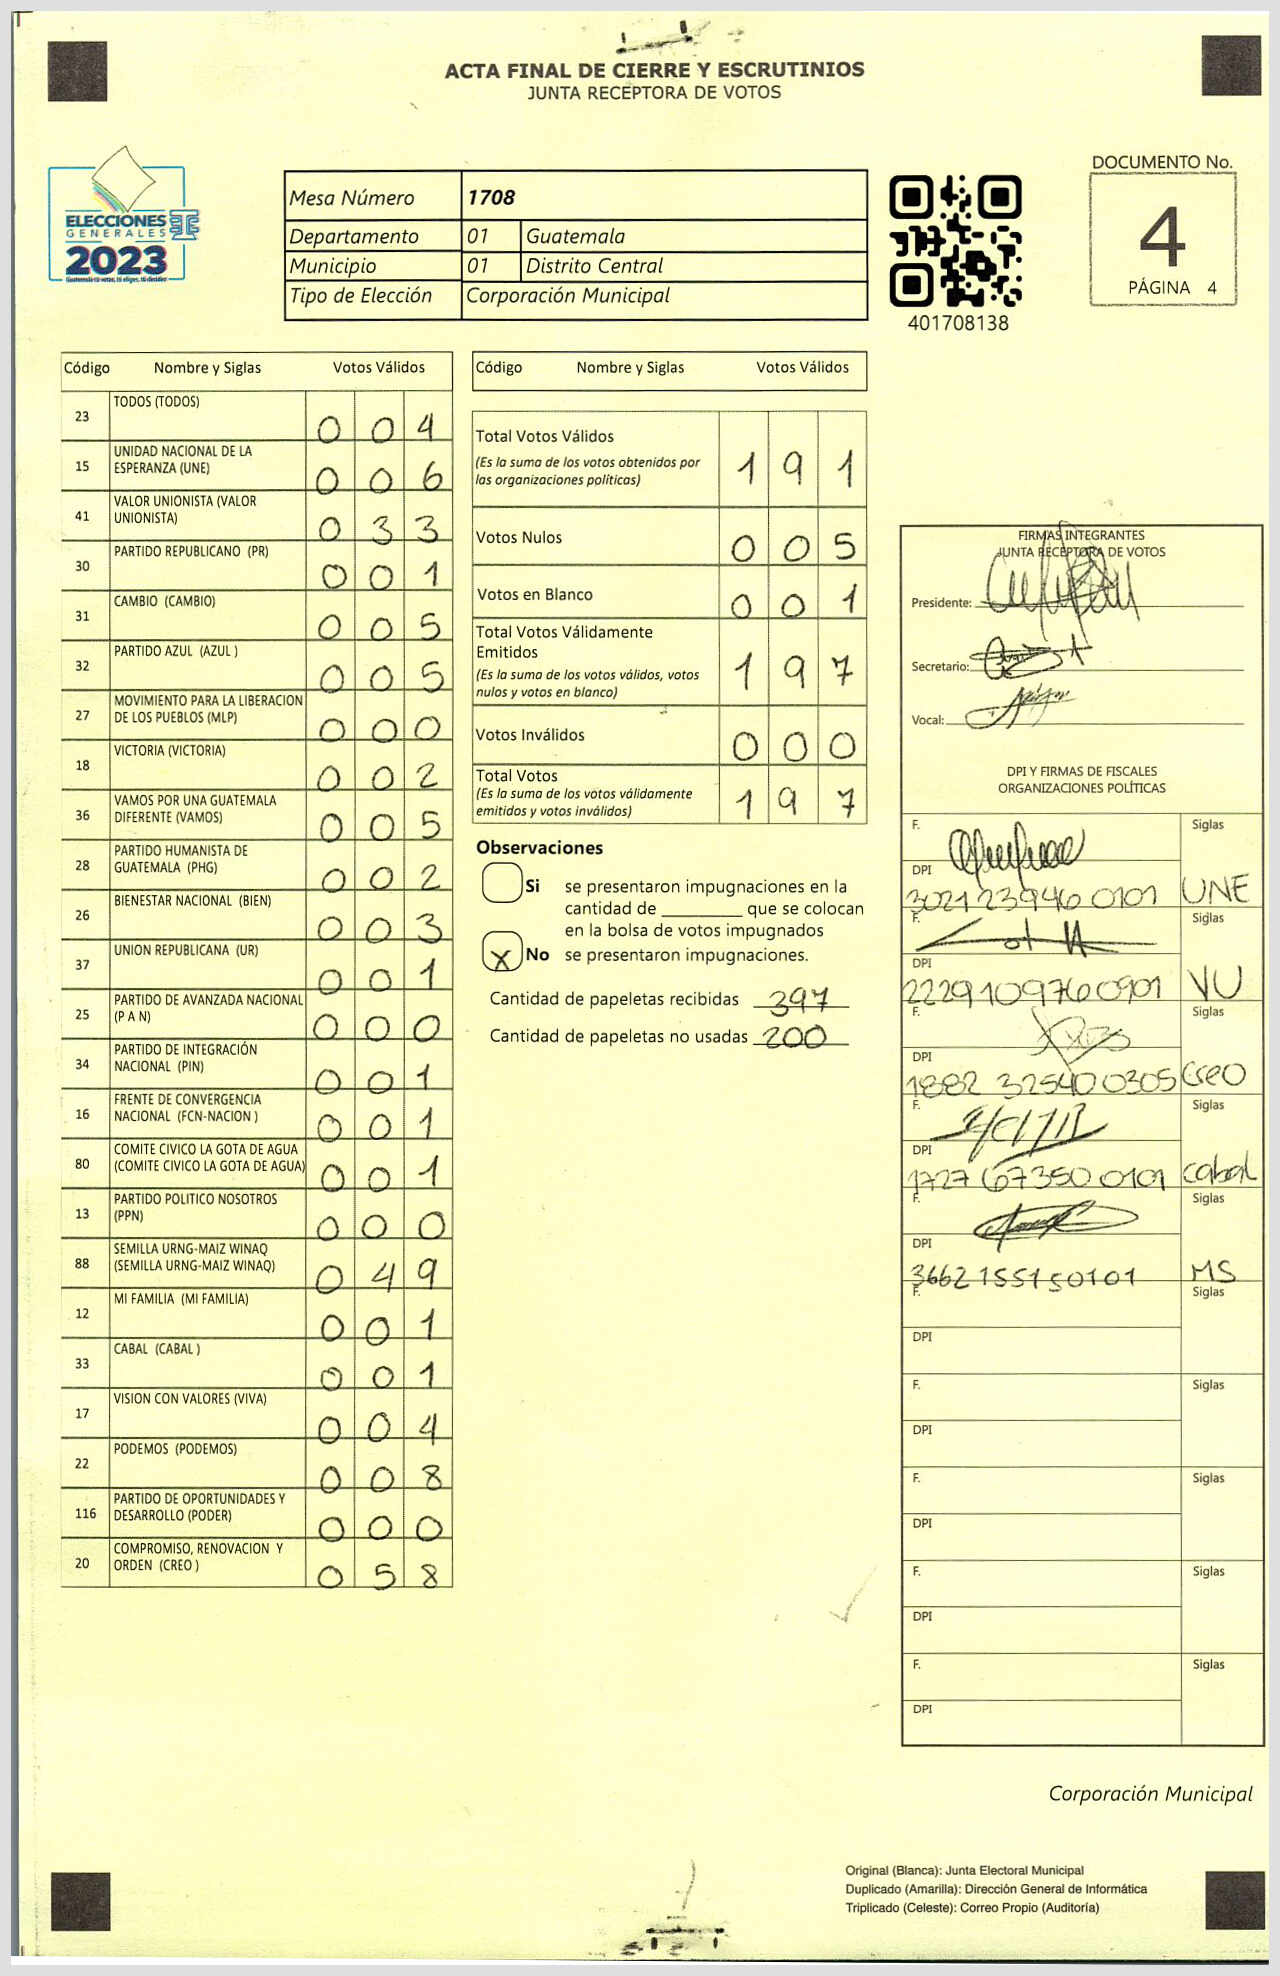 ACTA FINAL DE CIERRE Y ESCRUTINIOS
JUNTA RECEPTORA DE VOTOS
ELECCIONES
GENERALES
2023
Mesa Número 1708
Departamento 01 Guatemala
Municipio 01 Distrito Central
Tipo de Elección Corporación Municipal
401708138
DOCUMENTO No.
4
PÁGINA 4
Código Nombre y Siglas Votos Válidos
23 TODOS (TODOS) 0 0 4
15 UNIDAD NACIONAL DE LA
ESPERANZA (UNE) 0 0 6
41 VALOR UNIONISTA (VALOR
UNIONISTA) 0 3 3
30 PARTIDO REPUBLICANO (PR) 0 0 1
31 CAMBIO (CAMBIO) 0 0 5
32 PARTIDO AZUL (AZUL ) 0 0 5
27 MOVIMIENTO PARA LA LIBERACION
DE LOS PUEBLOS (MLP) 0 0 0
18 VICTORIA (VICTORIA) 0 0 2
36 VAMOS POR UNA GUATEMALA
DIFERENTE (VAMOS) 0 0 5
28 PARTIDO HUMANISTA DE
GUATEMALA (PHG) 0 0 2
26 BIENESTAR NACIONAL (BIEN) 0 0 3
37 UNION REPUBLICANA (UR) 0 0 1
25 PARTIDO DE AVANZADA NACIONAL
(P A N) 0 0 0
34 PARTIDO DE INTEGRACIÓN
NACIONAL (PIN) 0 0 1
16 FRENTE DE CONVERGENCIA
NACIONAL (FCN-NACION ) 0 0 1
80 COMITE CIVICO LA GOTA DE AGUA
(COMITE CIVICO LA GOTA DE AGUA) 0 0 1
13 PARTIDO POLITICO NOSOTROS
(PPN) 0 0 0
88 SEMILLA URNG-MAIZ WINAQ
(SEMILLA URNG-MAIZ WINAQ) 0 4 9
12 MI FAMILIA (MI FAMILIA) 0 0 1
33 CABAL (CABAL ) 0 0 1
17 VISION CON VALORES (VIVA) 0 0 4
22 PODEMOS (PODEMOS) 0 0 8
116 PARTIDO DE OPORTUNIDADES Y
DESARROLLO (PODER) 0 0 0
20 COMPROMISO, RENOVACION Y
ORDEN (CREO ) 0 5 8
Código Nombre y Siglas Votos Válidos
Total Votos Válidos 1 9 1
(Es la suma de los votos obtenidos por
las organizaciones políticas)
Votos Nulos 0 0 5
Votos en Blanco 0 0 1
Total Votos Válidamente
Emitidos 1 9 7
(Es la suma de los votos válidos, votos
nulos y votos en blanco)
Votos Inválidos 0 0 0
Total Votos 1 9 7
(Es la suma de los votos válidamente
emitidos y votos inválidos)
Observaciones
Si se presentaron impugnaciones en la
cantidad de ________ que se colocan
en la bolsa de votos impugnados
X No se presentaron impugnaciones.
Cantidad de papeletas recibidas 397
Cantidad de papeletas no usadas 200
FIRMAS INTEGRANTES
JUNTA RECEPTORA DE VOTOS
Presidente:
Secretario:
Vocal:
DPI Y FIRMAS DE FISCALES
ORGANIZACIONES POLÍTICAS
F. Siglas
DPI
3021 23946 0101 UNE
F. Siglas
DPI
2229109760901 VU
F. Siglas
DPI
1882 32540 0305 Creo
F. Siglas
DPI
1727 67350 0101 cabal
F. Siglas
DPI
3662155150101 MS
F. Siglas
DPI
F. Siglas
DPI
F. Siglas
DPI
F. Siglas
DPI
F. Siglas
DPI
Corporación Municipal
Original (Blanca): Junta Electoral Municipal
Duplicado (Amarilla): Dirección General de Informática
Triplicado (Celeste): Correo Propio (Auditoría)